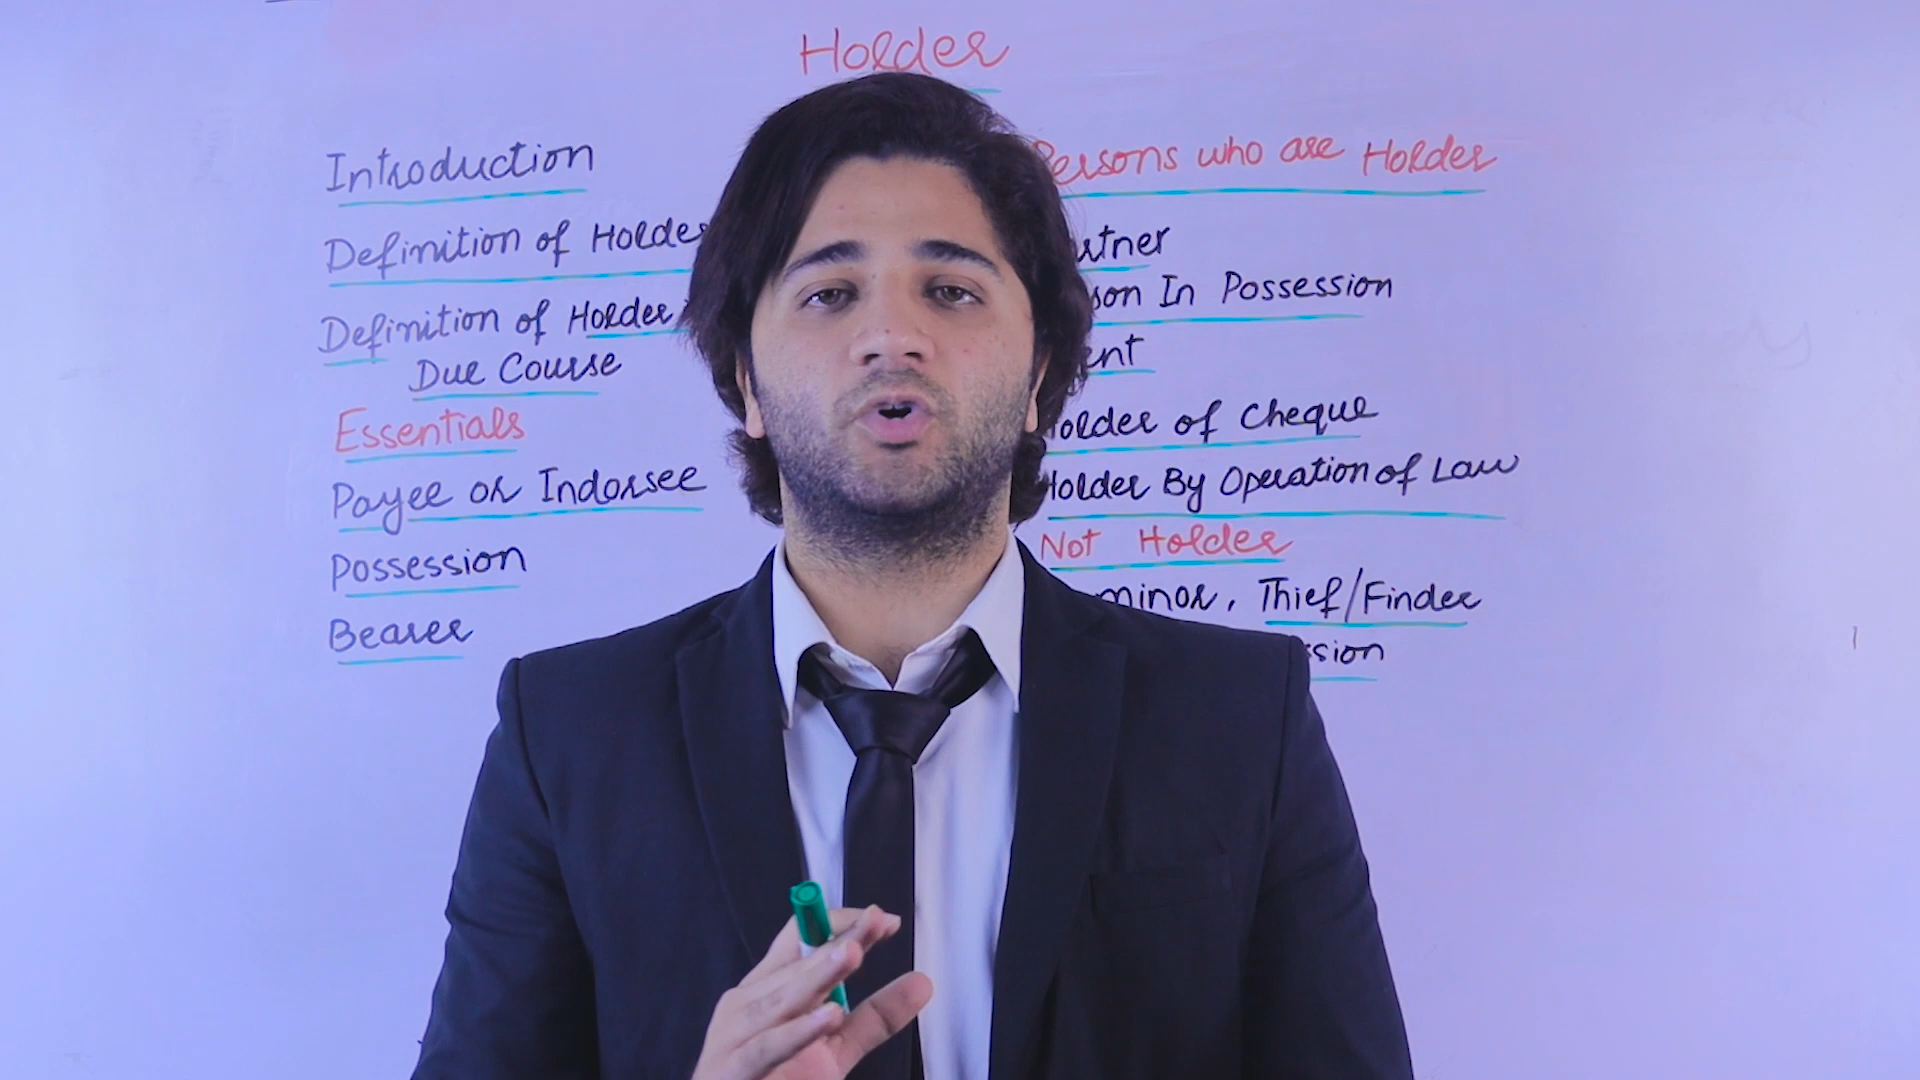 Holder
Introduction
Definition of Holder
Definition of Holder
Due Course
Essentials
Payee or Indorsee
Possession
Bearer
Persons who are Holder
In Possession
Holder of Cheque
Holder By Operation of Law
Not Holder
minor, Thief/Finder